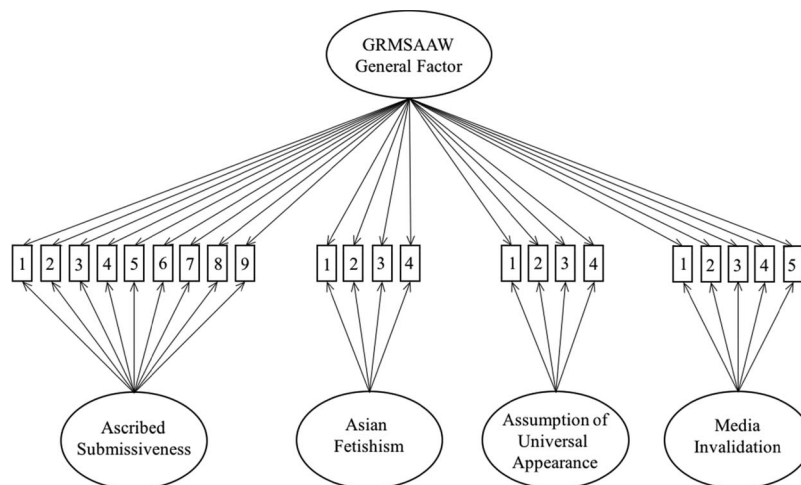 GRMSAAW
General Factor
1 2 3 4 5 6 7 8 9
1 2 3 4
1 2 3 4
1 2 3 4 5
Ascribed
Submissiveness
Asian
Fetishism
Assumption of
Universal
Appearance
Media
Invalidation